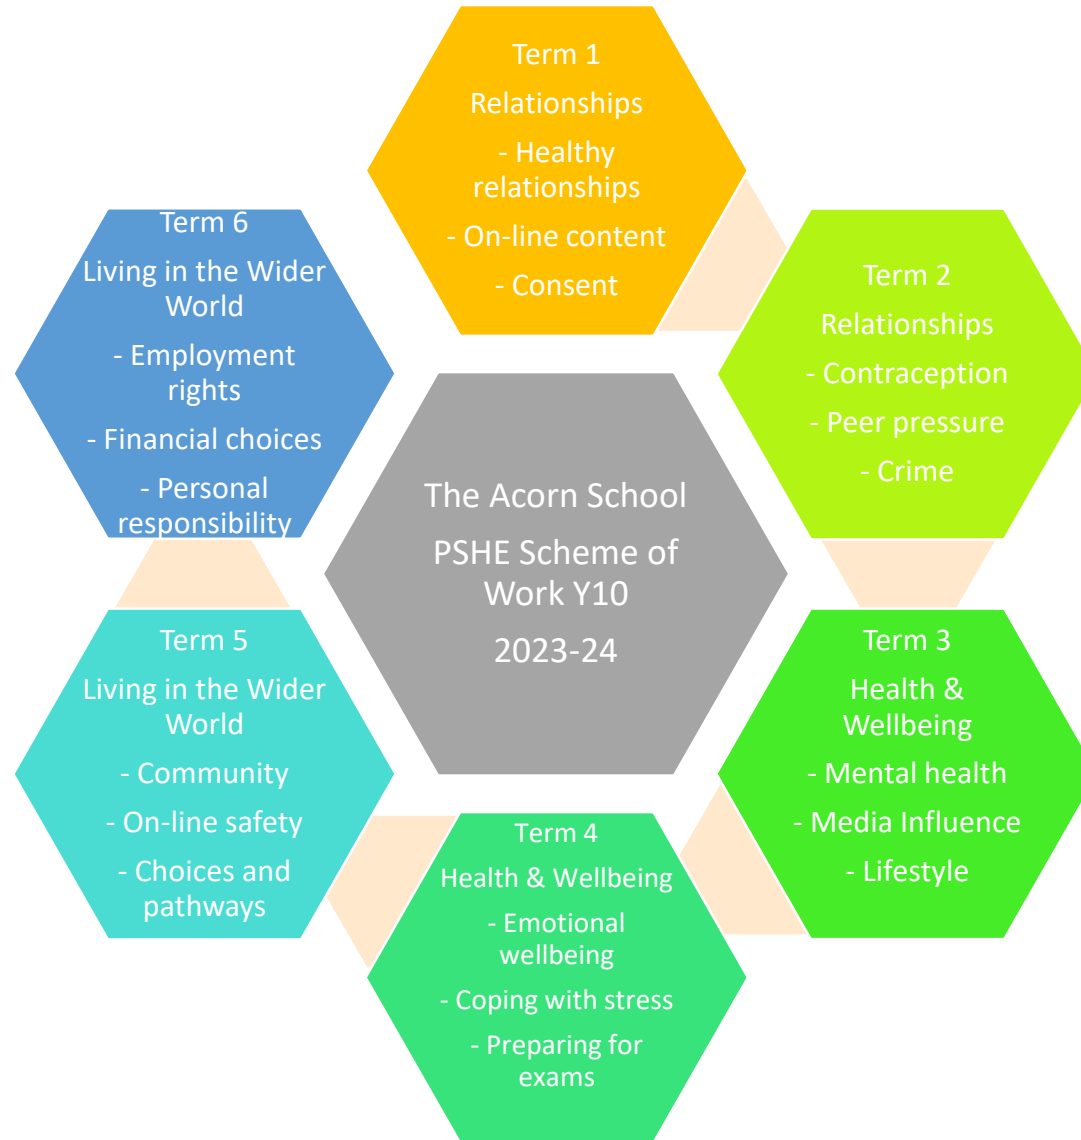 Term 1
Relationships
- Healthy
relationships
- On-line content
- Consent
Term 2
Relationships
- Contraception
- Peer pressure
- Crime
Term 3
Health &
Wellbeing
- Mental health
- Media Influence
- Lifestyle
Term 4
Health & Wellbeing
- Emotional
wellbeing
- Coping with stress
- Preparing for
exams
Term 5
Living in the Wider
World
- Community
- On-line safety
- Choices and
pathways
Term 6
Living in the Wider
World
- Employment
rights
- Financial choices
- Personal
responsibility
The Acorn School
PSHE Scheme of
Work Y10
2023-24